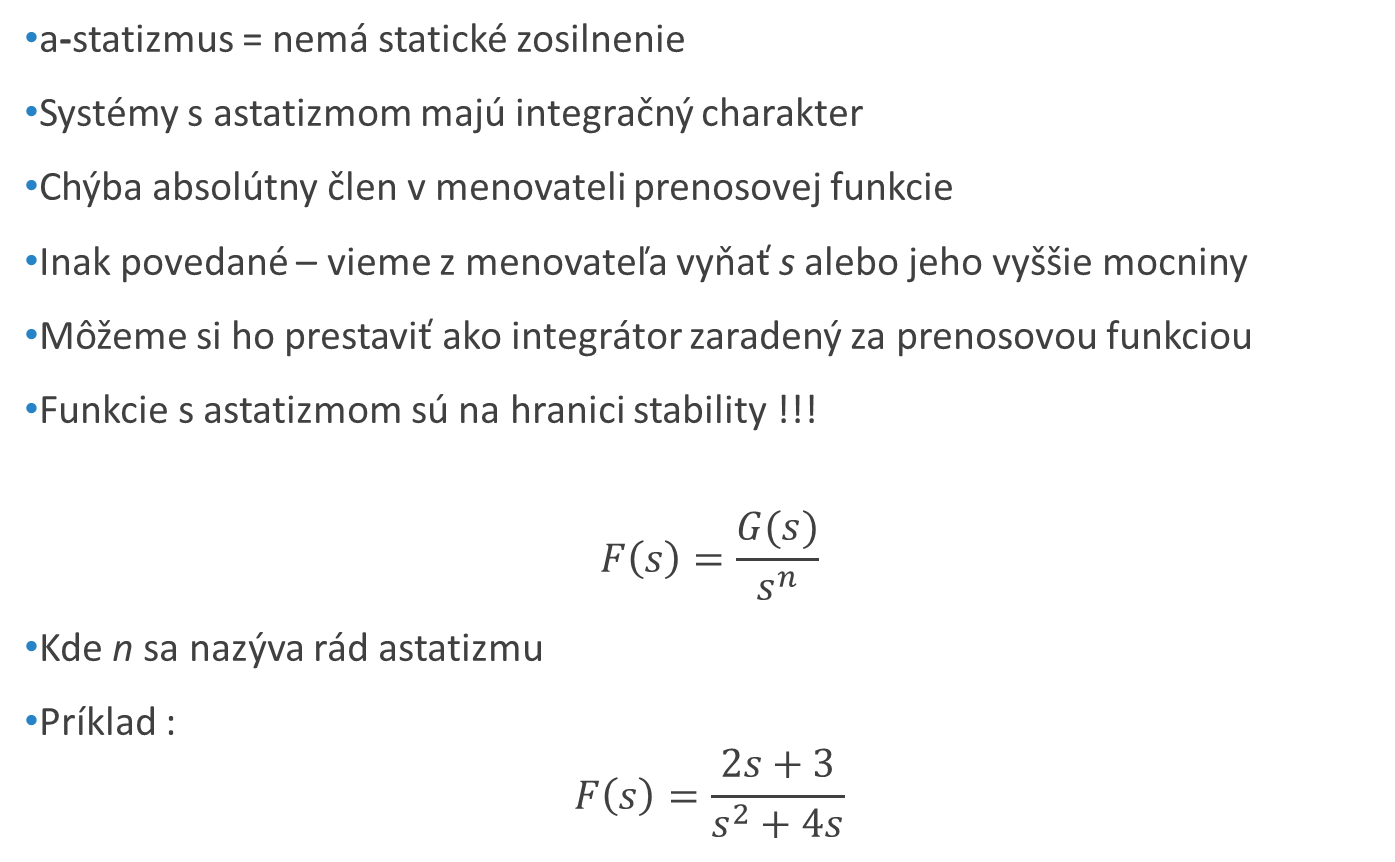 •a-statizmus = nemá statické zosilnenie
•Systémy s astatizmom majú integračný charakter
•Chýba absolútny člen v menovateli prenosovej funkcie
•Inak povedané – vieme z menovateľa vyňať s alebo jeho vyššie mocniny
•Môžeme si ho prestaviť ako integrátor zaradený za prenosovou funkciou
•Funkcie s astatizmom sú na hranici stability !!!
F(s) = G(s) / s^n
•Kde n sa nazýva rád astatizmu
•Príklad :
F(s) = (2s + 3) / (s^2 + 4s)